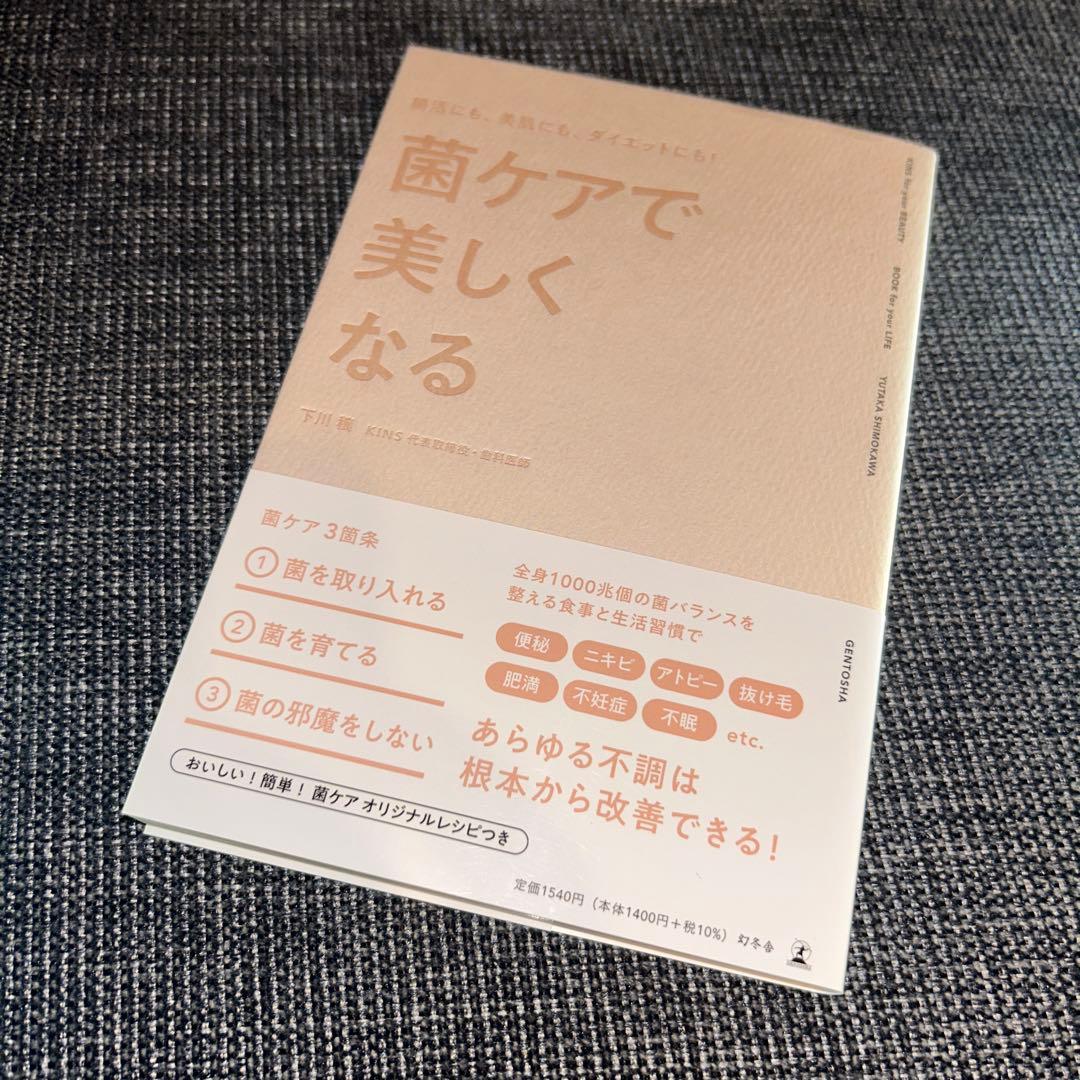 腸活にも、美肌にも、ダイエットにも!
菌ケアで
美しく
なる
下川 穣 KINS 代表取締役・歯科医師
KINS for your BEAUTY BOOK for your LIFE YUTAKA SHIMOKAWA
GENTOSHA
菌ケア3箇条
① 菌を取り入れる
② 菌を育てる
③ 菌の邪魔をしない
おいしい!簡単! 菌ケア オリジナルレシピつき
全身1000兆個の菌バランスを
整える食事と生活習慣で
便秘 ニキビ アトピー 抜け毛
肥満 不妊症 不眠 etc.
あらゆる不調は
根本から改善できる!
定価1540円(本体1400円+税10%) 幻冬舎